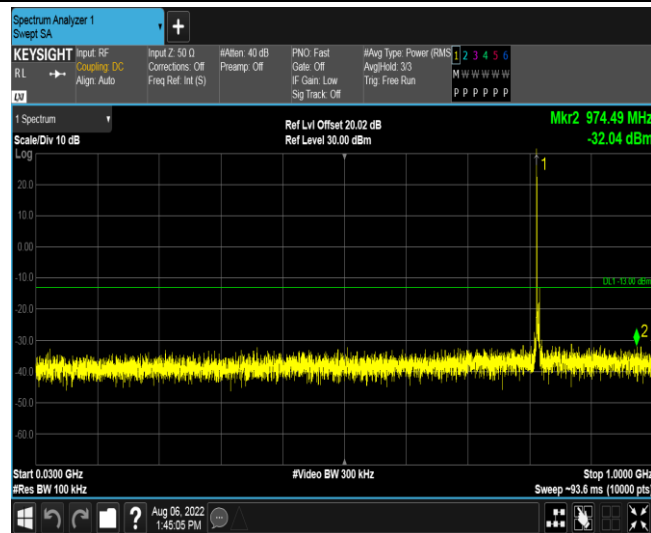 Spectrum Analyzer 1
Swept SA
+
KEYSIGHT
R L
LXI
Input: RF
Coupling: DC
Align: Auto
Input Z: 50 Ω
Corrections: Off
Freq Ref: Int (S)
#Atten: 40 dB
Preamp: Off
PNO: Fast
Gate: Off
IF Gain: Low
Sig Track: Off
#Avg Type: Power (RMS
Avg|Hold: 3/3
Trig: Free Run
1 2 3 4 5 6
M W W W W W
P P P P P P
1 Spectrum
Scale/Div 10 dB
Log
Ref Lvl Offset 20.02 dB
Ref Level 30.00 dBm
Mkr2 974.49 MHz
-32.04 dBm
1
20.0
10.0
0.00
-10.0
DL1 -13.00 dBm
-20.0
-30.0
2
-40.0
-50.0
-60.0
Start 0.0300 GHz
#Res BW 100 kHz
#Video BW 300 kHz
Stop 1.0000 GHz
Sweep ~93.6 ms (10000 pts)
?
Aug 06, 2022
1:45:05 PM